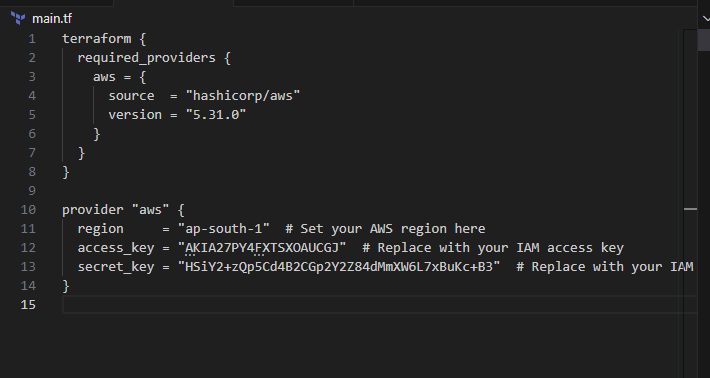 main.tf
1 terraform {
2 required_providers {
3 aws = {
4 source = "hashicorp/aws"
5 version = "5.31.0"
6 }
7 }
8 }
9
10 provider "aws" {
11 region = "ap-south-1" # Set your AWS region here
12 access_key = "AKIA27PY4FXTSXOAUCGJ" # Replace with your IAM access key
13 secret_key = "HSiY2+zQp5Cd4B2CGp2Y2Z84dMmXW6L7xBuKc+B3" # Replace with your IAM
14 }
15